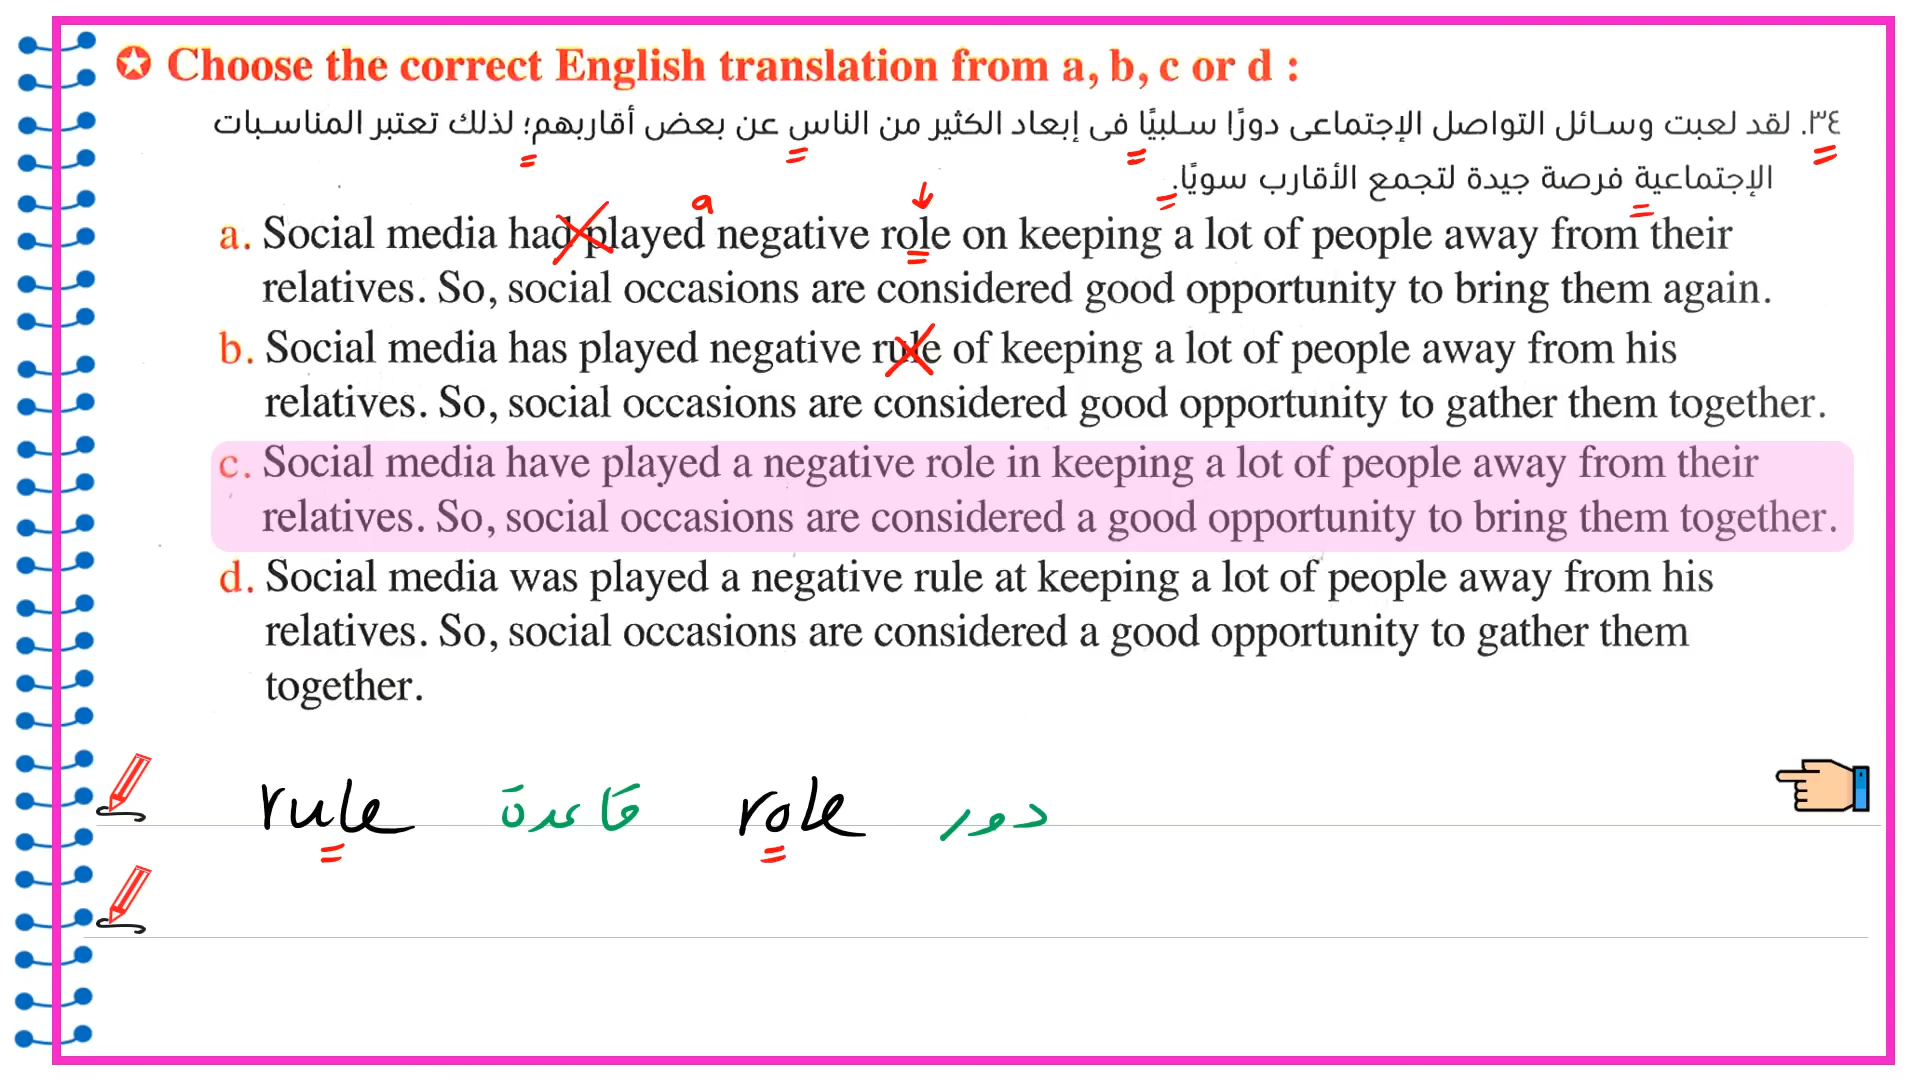 Choose the correct English translation from a, b, c or d :
٣٤. لقد لعبت وسائل التواصل الإجتماعى دورًا سلبيًا فى إبعاد الكثير من الناس عن بعض أقاربهم؛ لذلك تعتبر المناسبات
الإجتماعية فرصة جيدة لتجمع الأقارب سويًا.
a
a. Social media had played negative role on keeping a lot of people away from their
relatives. So, social occasions are considered good opportunity to bring them again.
b. Social media has played negative rule of keeping a lot of people away from his
relatives. So, social occasions are considered good opportunity to gather them together.
c. Social media have played a negative role in keeping a lot of people away from their
relatives. So, social occasions are considered a good opportunity to bring them together.
d. Social media was played a negative rule at keeping a lot of people away from his
relatives. So, social occasions are considered a good opportunity to gather them
together.
rule قاعدة role دور